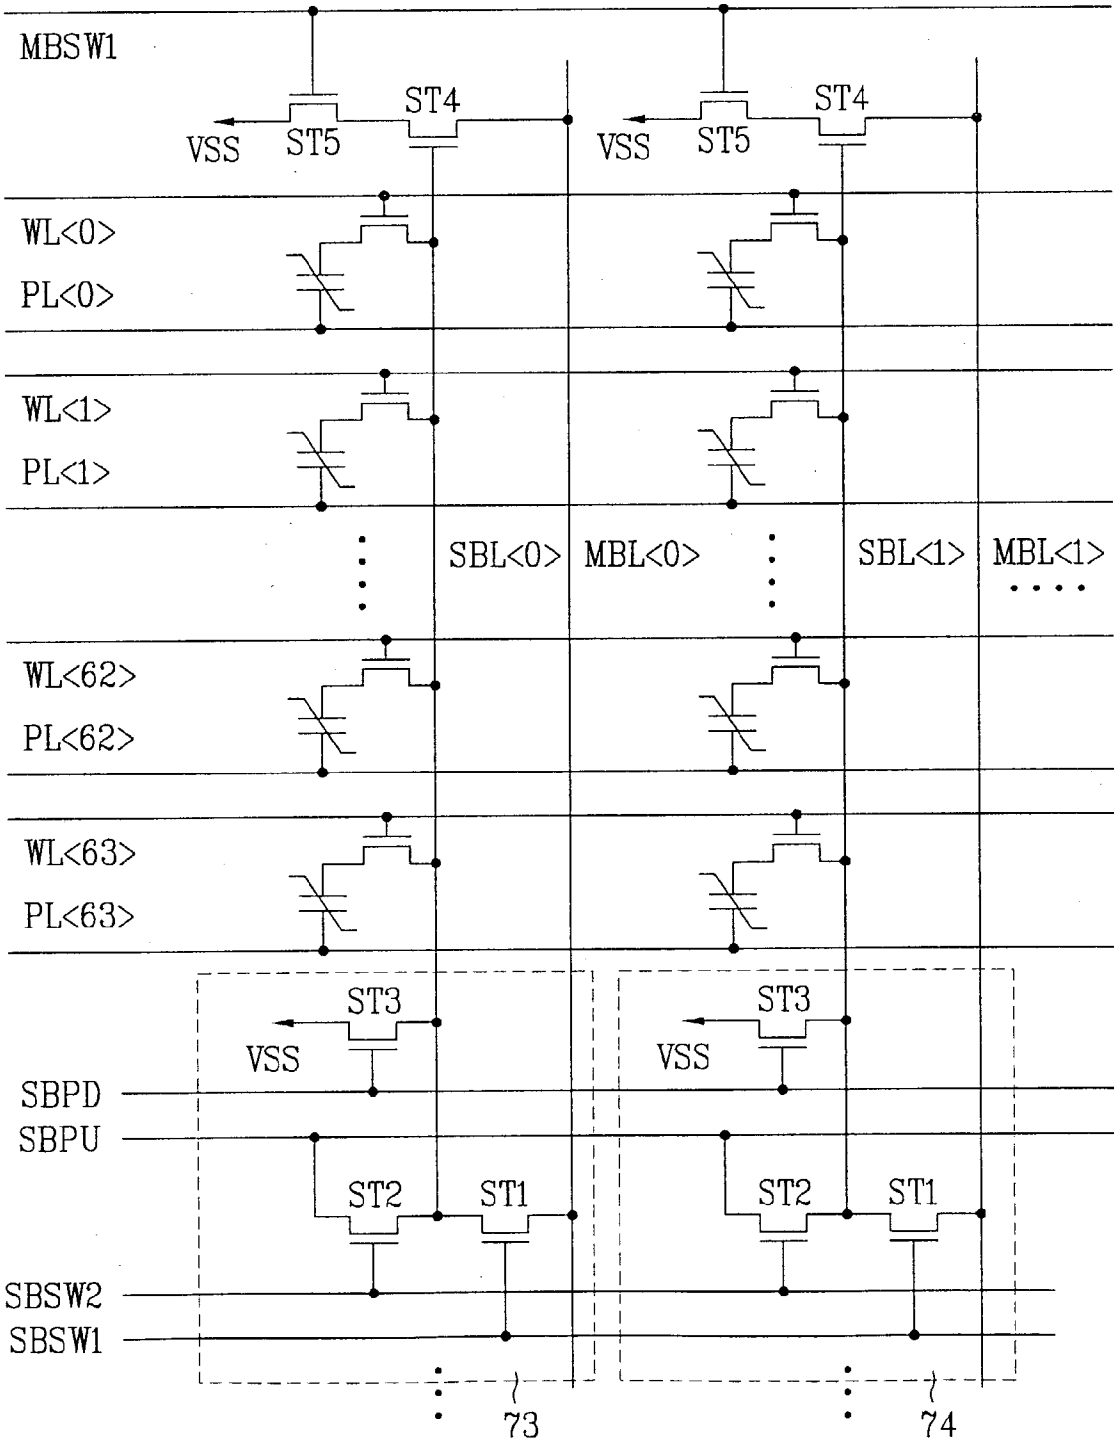 MBSW1
ST4 ST4
VSS ST5 VSS ST5
WL<0>
PL<0>
WL<1>
PL<1>
SBL<0> MBL<0> SBL<1> MBL<1>
WL<62>
PL<62>
WL<63>
PL<63>
ST3 ST3
VSS VSS
SBPD
SBPU
ST2 ST1 ST2 ST1
SBSW2
SBSW1
73 74